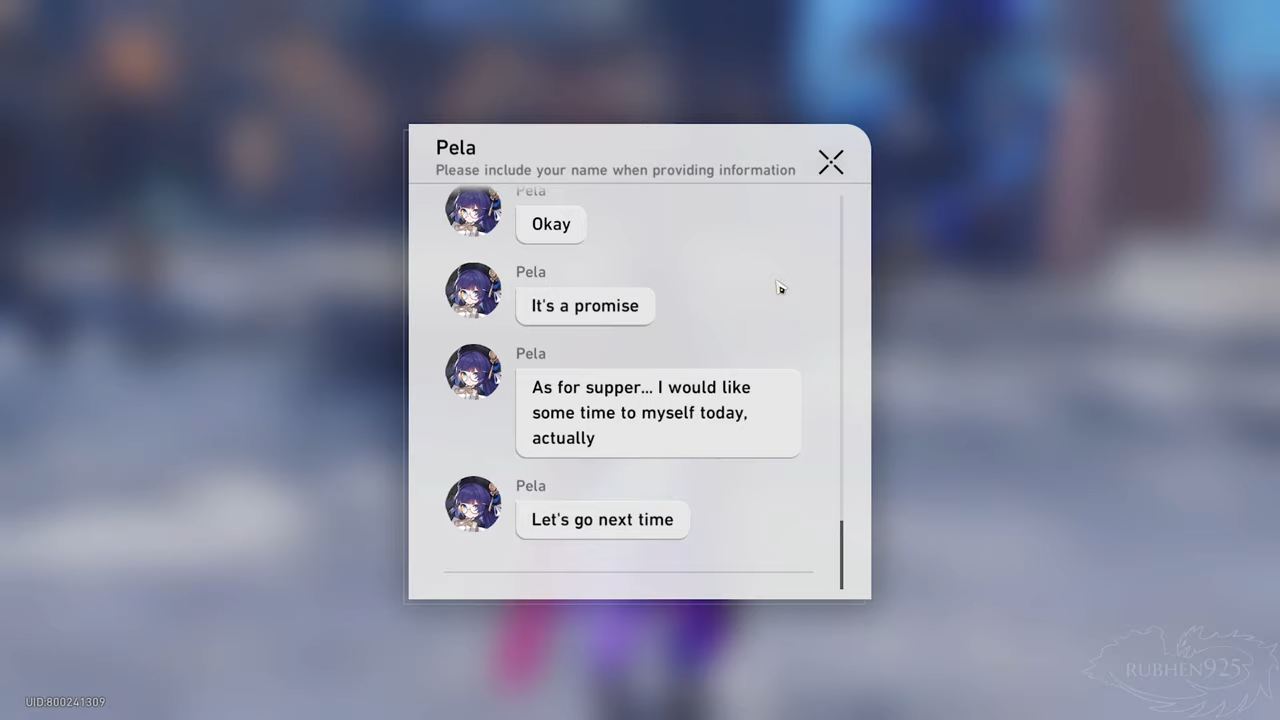 Pela
Please include your name when providing information
Pela
Okay
Pela
It's a promise
Pela
As for supper... I would like
some time to myself today,
actually
Pela
Let's go next time
RUBHEN925
UID:800241309